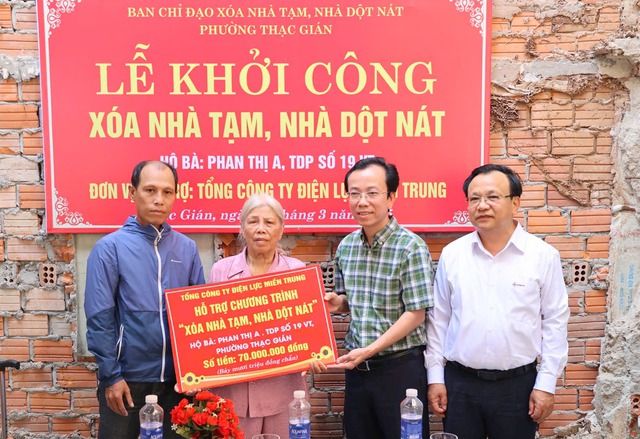 BAN CHỈ ĐẠO XÓA NHÀ TẠM, NHÀ DỘT NÁT
PHƯỜNG THẠC GIÁN
LỄ KHỞI CÔNG
XÓA NHÀ TẠM, NHÀ DỘT NÁT
HỘ BÀ: PHAN THỊ A, TDP SỐ 19 VT,
ĐƠN V TỢ: TỔNG CÔNG TY ĐIỆN LỰC TRUNG
Gián, ngà tháng 3 năm
TỔNG CÔNG TY ĐIỆN LỰC MIỀN TRUNG
HỖ TRỢ CHƯƠNG TRÌNH
"XÓA NHÀ TẠM, NHÀ DỘT NÁT"
HỘ BÀ: PHAN THỊ A . TDP SỐ 19 VT,
PHƯỜNG THẠC GIÁN
Số tiền: 70.000.000 đồng
(Bảy mươi triệu đồng chẵn)